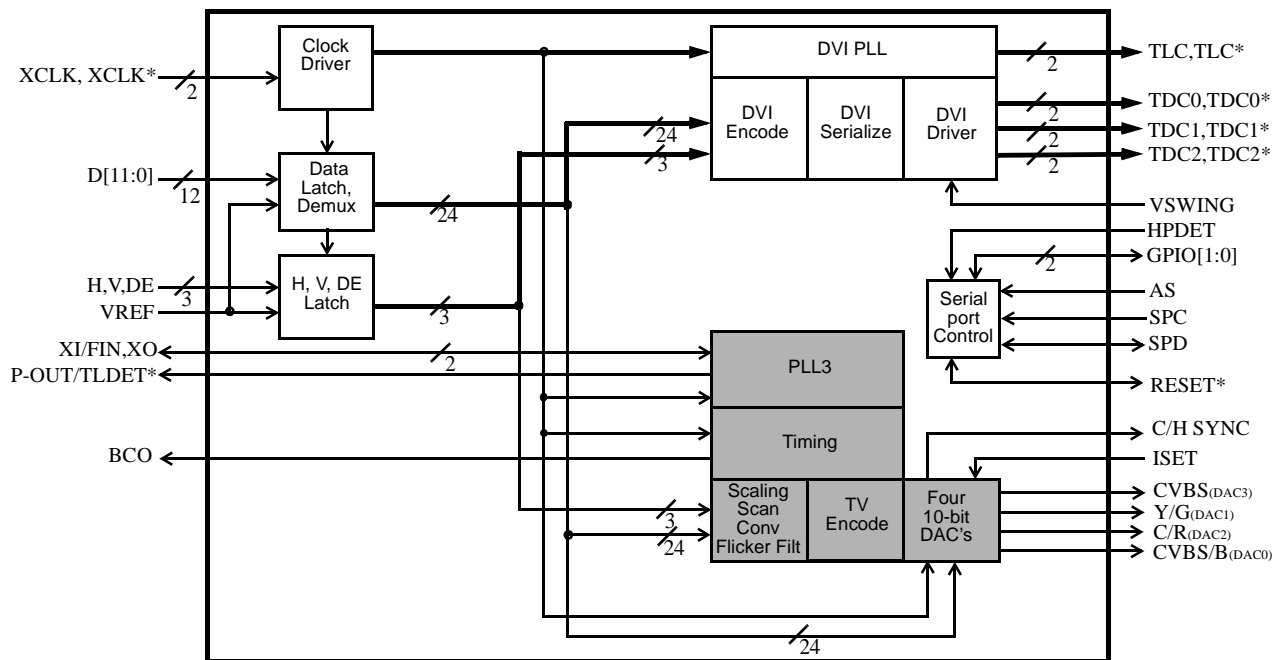 Clock
Driver
XCLK, XCLK*
2
DVI PLL
2
TLC,TLC*
DVI
Encode
DVI
Serialize
DVI
Driver
24
3
2
TDC0,TDC0*
2
TDC1,TDC1*
2
TDC2,TDC2*
D[11:0]
12
Data
Latch,
Demux
24
VSWING
HPDET
2
GPIO[1:0]
H,V,DE
3
VREF
H, V, DE
Latch
3
Serial
port
Control
AS
SPC
SPD
RESET*
XI/FIN,XO
2
P-OUT/TLDET*
PLL3
Timing
BCO
C/H SYNC
ISET
3
24
Scaling
Scan
Conv
Flicker Filt
TV
Encode
Four
10-bit
DAC's
CVBS(DAC3)
Y/G(DAC1)
C/R(DAC2)
CVBS/B(DAC0)
24